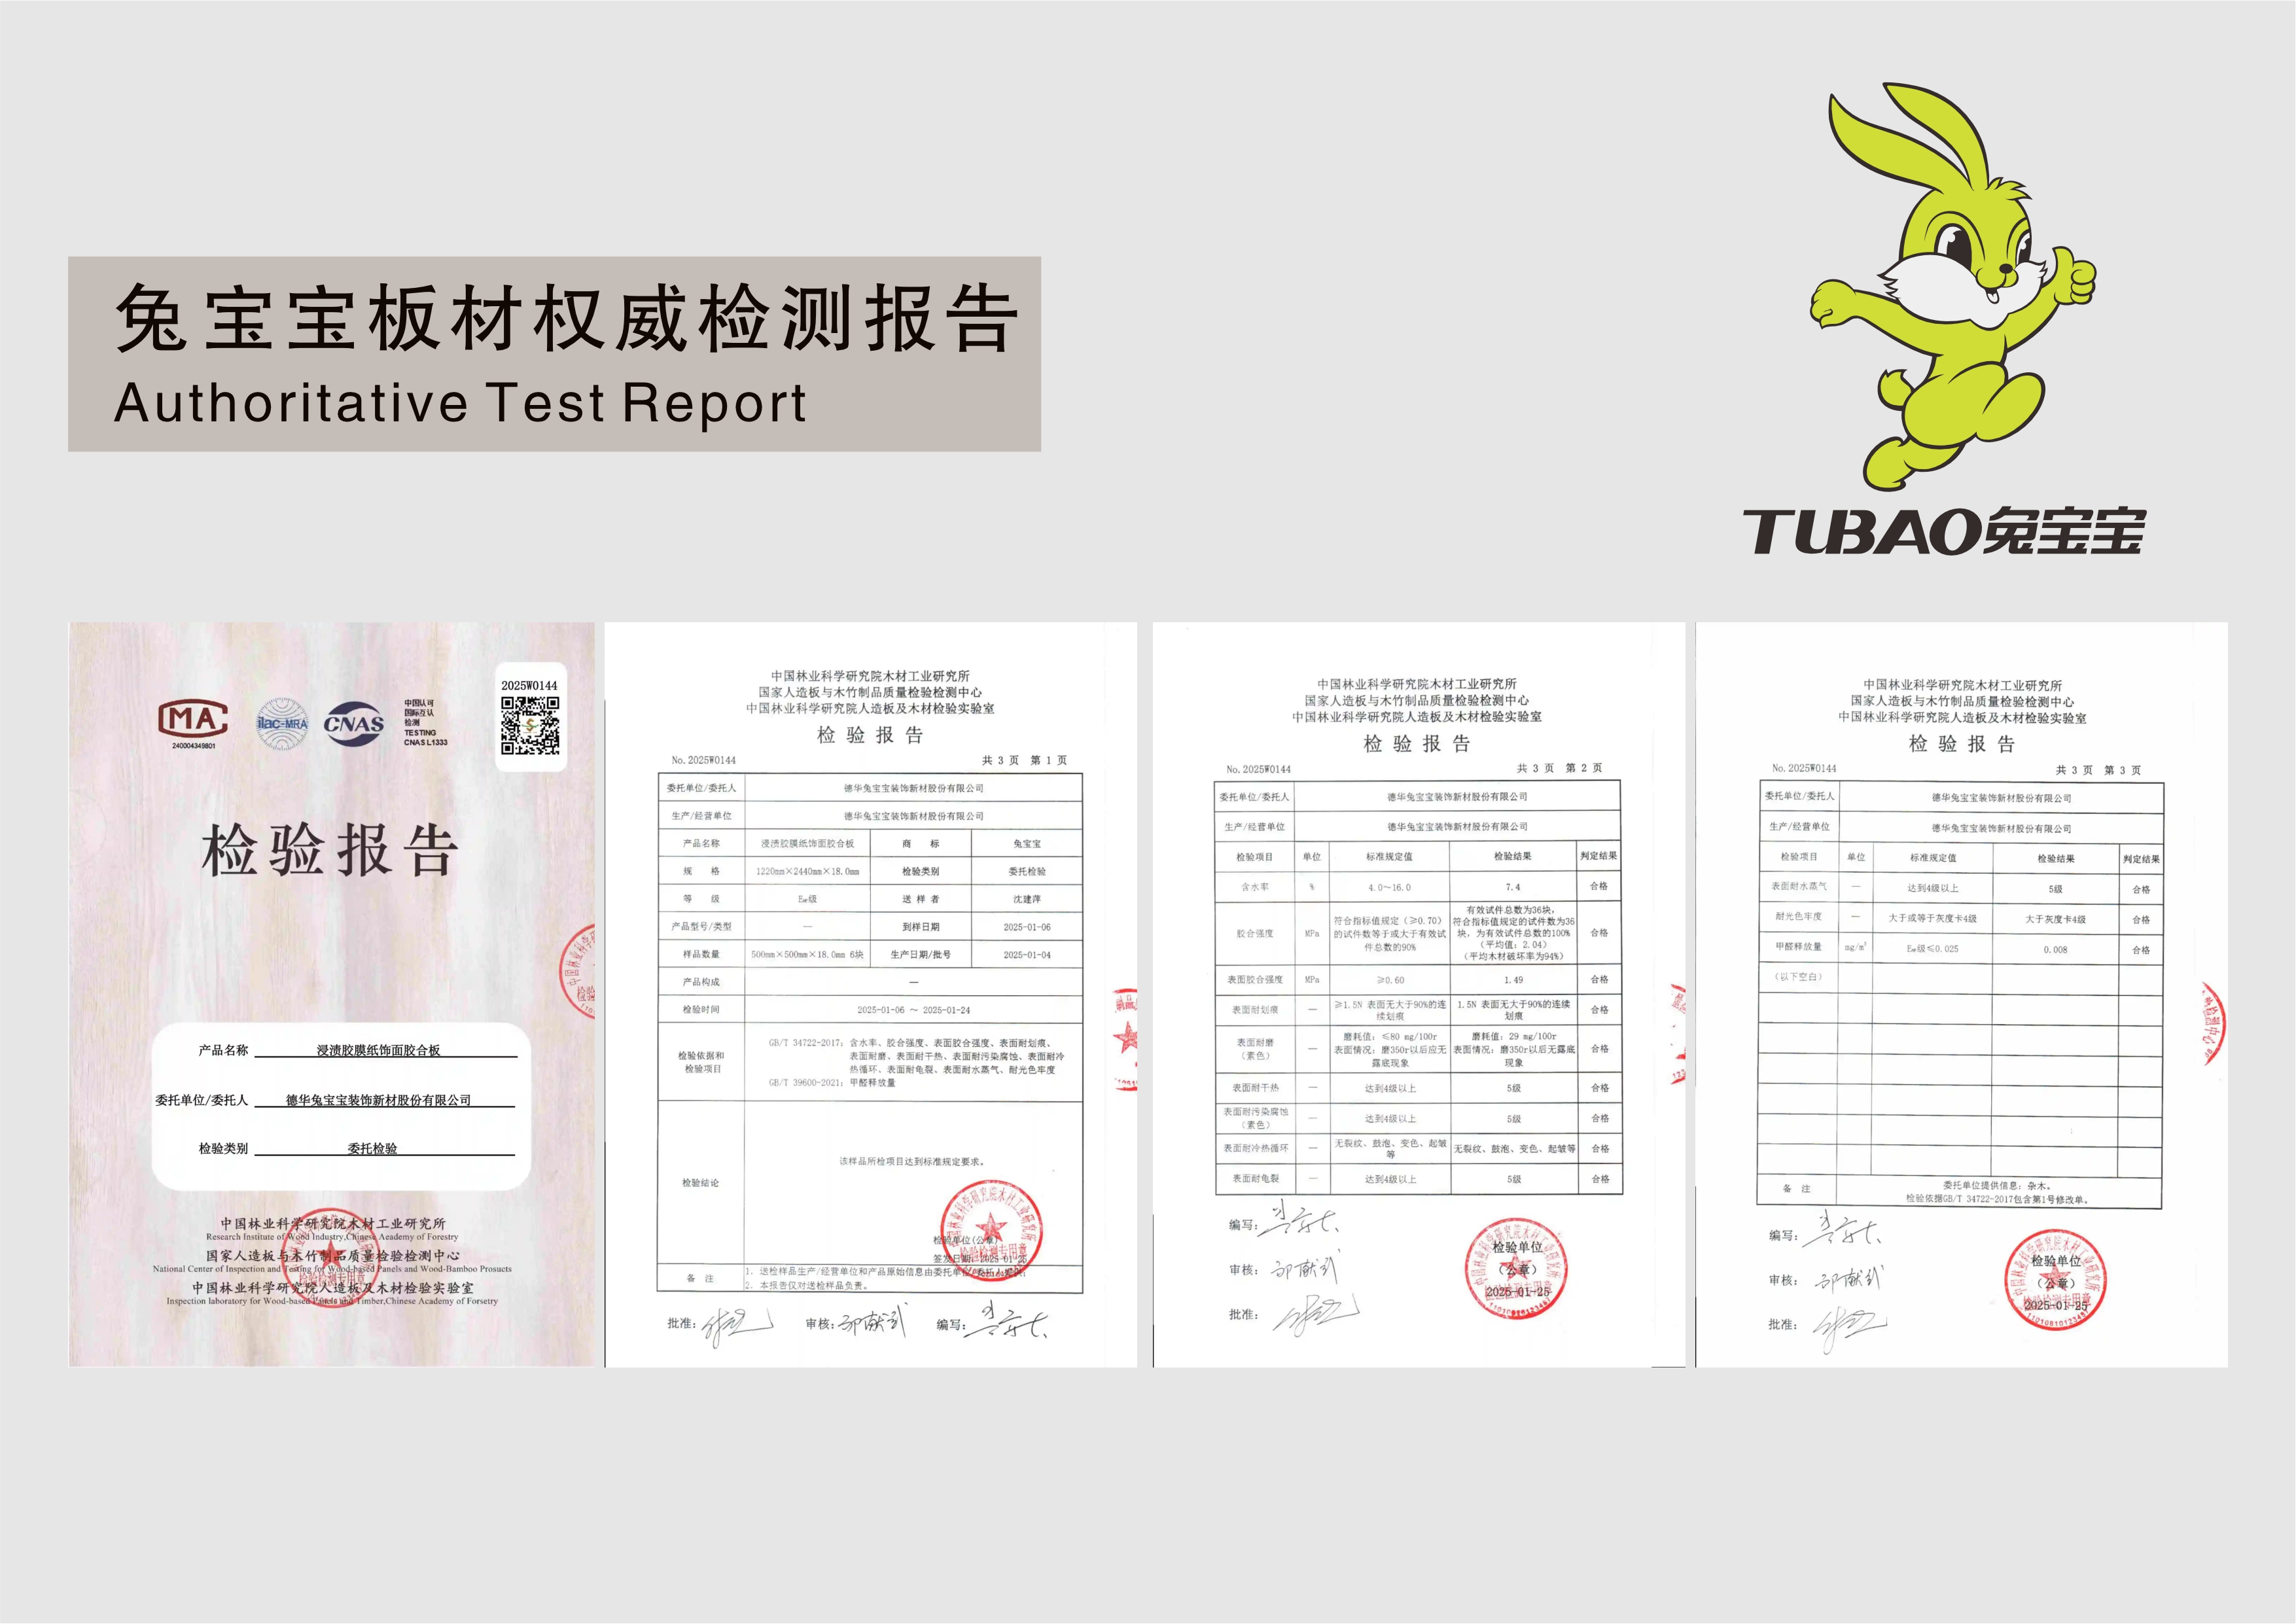 兔宝宝板材权威检测报告
Authoritative Test Report
TUBAO兔宝宝
MA
240004349801
ilac-MRA
CNAS
中国认可
国际互认
检测
TESTING
CNAS L1333
2025W0144
检验报告
产品名称 浸渍胶膜纸饰面胶合板
委托单位/委托人 德华兔宝宝装饰新材股份有限公司
检验类别 委托检验
中国林业科学研究院木材工业研究所
Research Institute of Wood Industry,Chinese Aeademy of Forestry
国家人造板与木竹制品质量检验检测中心
National Center of Inspection and Testing for Wood-based Panels and Wood-Bamboo Prosucts
中国林业科学研究院人造板及木材检验实验室
Inspection laboratory for Wood-based Panels and Timber,Chinese Academy of Forsetry
中国林业科学研究院木材工业研究所
国家人造板与木竹制品质量检验检测中心
中国林业科学研究院人造板及木材检验实验室
检 验 报 告
No. 2025W0144 共 3 页 第 1 页
委托单位/委托人 德华兔宝宝装饰新材股份有限公司
生产/经营单位 德华兔宝宝装饰新材股份有限公司
产品名称 浸渍胶膜纸饰面胶合板 商 标 兔宝宝
规 格 1220mm×2440mm×18.0mm 检验类别 委托检验
等 级 ENF级 送 样 者 沈建萍
产品型号/类型 — 到样日期 2025-01-06
样品数量 500mm×500mm×18.0mm 6块 生产日期/批号 2025-01-04
产品构成 —
检验时间 2025-01-06 ～ 2025-01-24
检验依据和
检验项目
GB/T 34722-2017: 含水率、胶合强度、表面胶合强度、表面耐划痕、
表面耐磨、表面耐干热、表面耐污染腐蚀、表面耐冷
热循环、表面耐龟裂、表面耐水蒸气、耐光色牢度
GB/T 39600-2021: 甲醛释放量
检验结论
该样品所检项目达到标准规定要求。
检验单位(公章)
签发日期: 2025-01-25
备 注
1. 送检样品生产/经营单位和产品原始信息由委托单位/委托人提供;
2. 本报告仅对送检样品负责。
批准: 审核: 编写:
中国林业科学研究院木材工业研究所
国家人造板与木竹制品质量检验检测中心
中国林业科学研究院人造板及木材检验实验室
检 验 报 告
No. 2025W0144 共 3 页 第 2 页
委托单位/委托人 德华兔宝宝装饰新材股份有限公司
生产/经营单位 德华兔宝宝装饰新材股份有限公司
检验项目 单位 标准规定值 检验结果 判定结果
含水率 % 4.0～16.0 7.4 合格
胶合强度 MPa 符合指标值规定（≥0.70）的试件数等于或大于有效试件总数的90% 有效试件总数为36块，符合指标值规定的试件数为36块，为有效试件总数的100%（平均值：2.04）（平均木材破坏率为94%） 合格
表面胶合强度 MPa ≥0.60 1.49 合格
表面耐划痕 — ≥1.5N 表面无大于90%的连续划痕 1.5N 表面无大于90%的连续划痕 合格
表面耐磨（素色） — 磨耗值：≤80 mg/100r 表面情况：磨350r以后应无露底现象 磨耗值：29 mg/100r 表面情况：磨350r以后无露底现象 合格
表面耐干热 — 达到4级以上 5级 合格
表面耐污染腐蚀（素色） — 达到4级以上 5级 合格
表面耐冷热循环 — 无裂纹、鼓泡、变色、起皱等 无裂纹、鼓泡、变色、起皱等 合格
表面耐龟裂 — 达到4级以上 5级 合格
编写:
审核:
批准:
检验单位
（公章）
2025-01-25
中国林业科学研究院木材工业研究所
国家人造板与木竹制品质量检验检测中心
中国林业科学研究院人造板及木材检验实验室
检 验 报 告
No. 2025W0144 共 3 页 第 3 页
委托单位/委托人 德华兔宝宝装饰新材股份有限公司
生产/经营单位 德华兔宝宝装饰新材股份有限公司
检验项目 单位 标准规定值 检验结果 判定结果
表面耐水蒸气 — 达到4级以上 5级 合格
耐光色牢度 — 大于或等于灰度卡4级 大于灰度卡4级 合格
甲醛释放量 mg/m³ ENF级≤0.025 0.008 合格
（以下空白）
备 注
委托单位提供信息：杂木。
检验依据GB/T 34722-2017包含第1号修改单。
编写:
审核:
批准:
检验单位
（公章）
2025-01-25